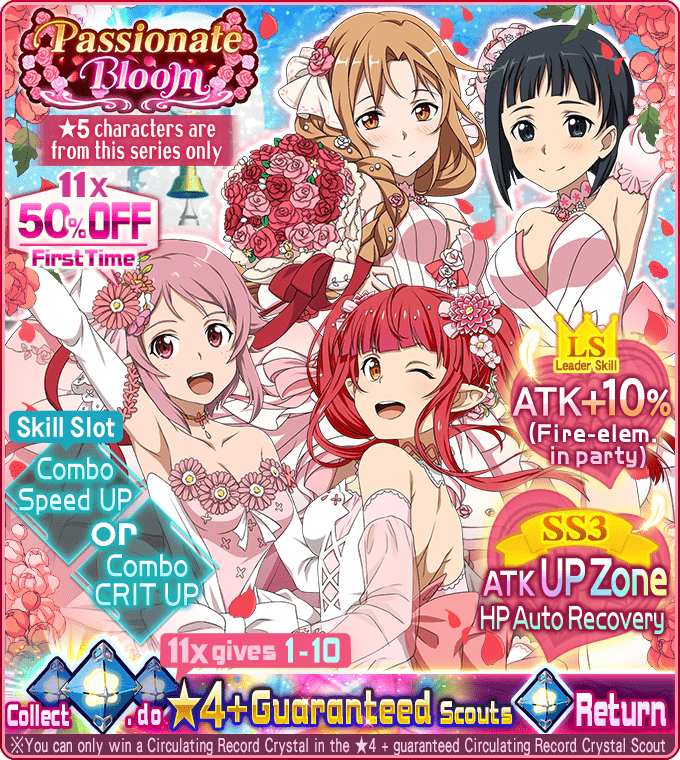 Passionate
Bloom
★5 characters are
from this series only
11x
50%OFF
First Time
LS
Leader Skill
ATK+10%
(Fire-elem.
in party)
Skill Slot
Combo
Speed UP
or
Combo
CRIT UP
SS3
ATK UP Zone
HP Auto Recovery
11x gives 1-10
Collect , do ★4+Guaranteed Scouts Return
※You can only win a Circulating Record Crystal in the ★4 + guaranteed Circulating Record Crystal Scout